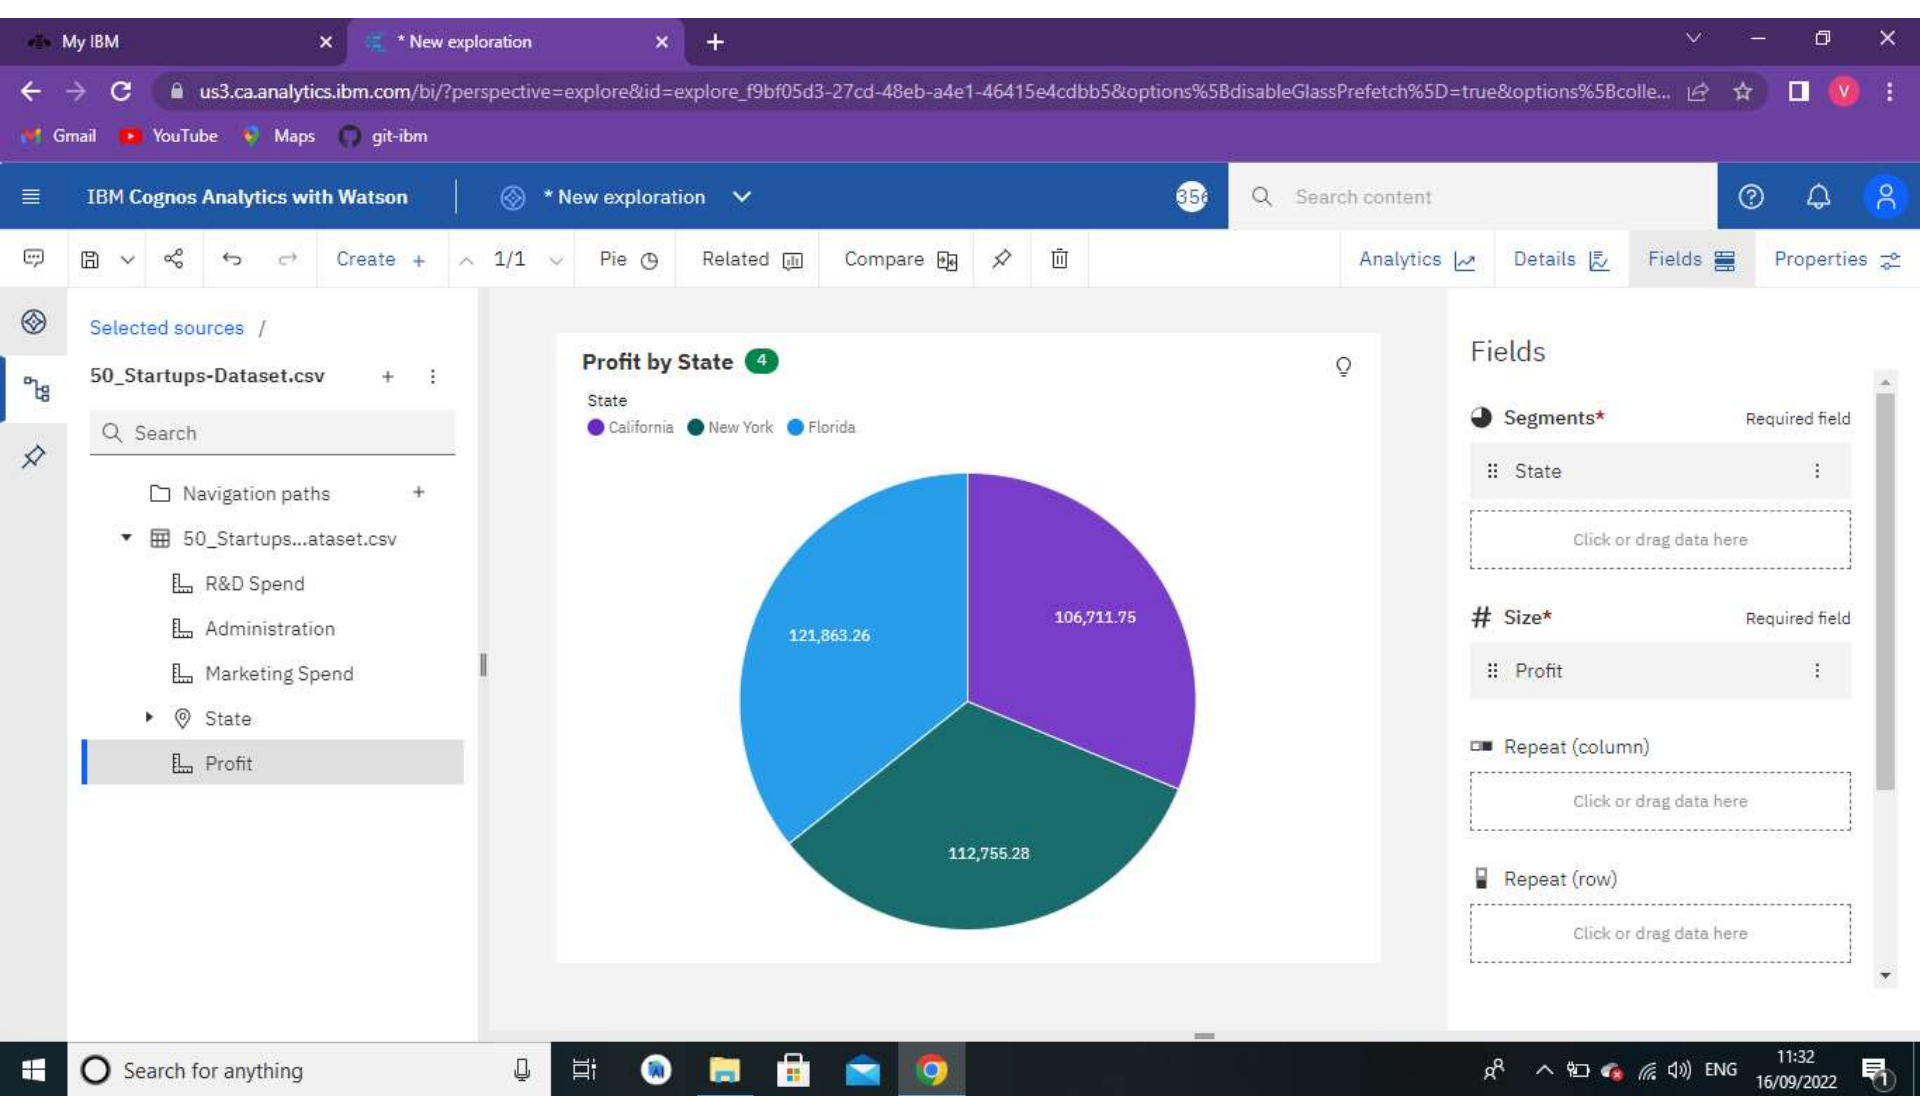 My IBM
* New exploration
us3.ca.analytics.ibm.com/bi/?perspective=explore&id=explore_f9bf05d3-27cd-48eb-a4e1-46415e4cdbb5&options%5BdisableGlassPrefetch%5D=true&options%5Bcolle...
V
Gmail YouTube Maps git-ibm
IBM Cognos Analytics with Watson
* New exploration
Search content
Create + 1/1 Pie Related Compare Analytics Details Fields Properties
Selected sources /
50_Startups-Dataset.csv
Search
Navigation paths
50_Startups...ataset.csv
R&D Spend
Administration
Marketing Spend
State
Profit
Profit by State 4
State
California New York Florida
106,711.75
121,863.26
112,755.28
Fields
Segments* Required field
State
Click or drag data here
# Size* Required field
Profit
Repeat (column)
Click or drag data here
Repeat (row)
Click or drag data here
Search for anything
ENG
11:32
16/09/2022
1